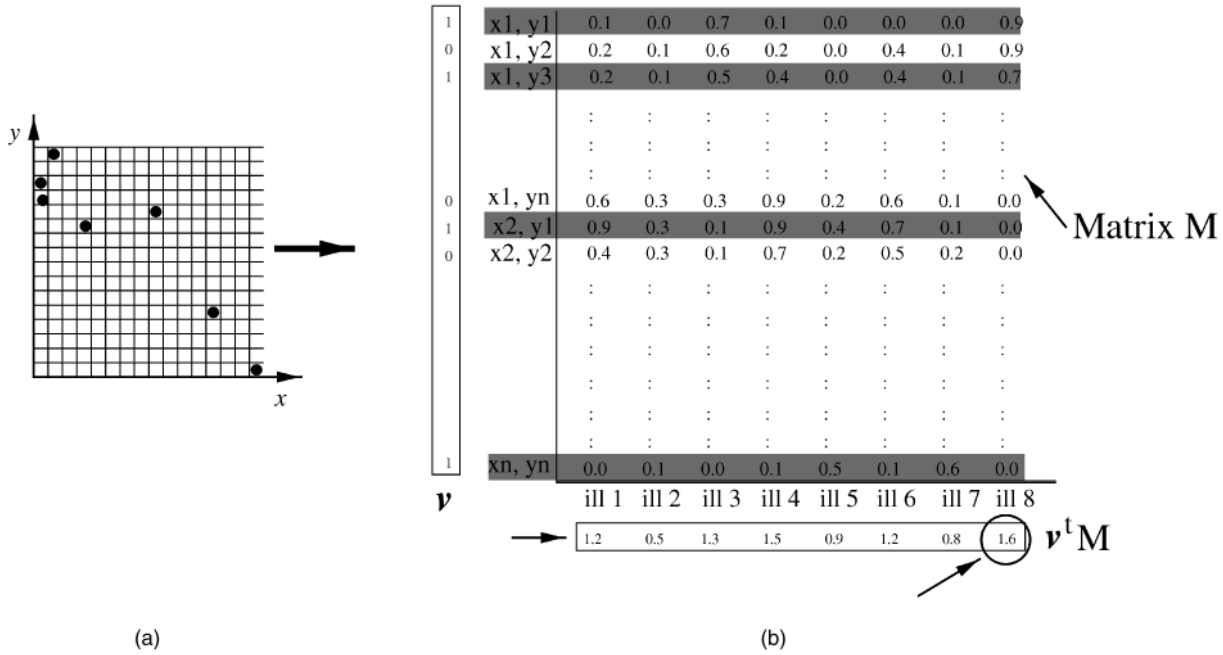 y
x
(a)
1 x1, y1 0.1 0.0 0.7 0.1 0.0 0.0 0.0 0.9
0 x1, y2 0.2 0.1 0.6 0.2 0.0 0.4 0.1 0.9
1 x1, y3 0.2 0.1 0.5 0.4 0.0 0.4 0.1 0.7
: : : : : : : :
: : : : : : : :
: : : : : : : :
0 x1, yn 0.6 0.3 0.3 0.9 0.2 0.6 0.1 0.0
1 x2, y1 0.9 0.3 0.1 0.9 0.4 0.7 0.1 0.0
0 x2, y2 0.4 0.3 0.1 0.7 0.2 0.5 0.2 0.0
: : : : : : : :
: : : : : : : :
: : : : : : : :
: : : : : : : :
: : : : : : : :
: : : : : : : :
1 xn, yn 0.0 0.1 0.0 0.1 0.5 0.1 0.6 0.0
Matrix M
v ill 1 ill 2 ill 3 ill 4 ill 5 ill 6 ill 7 ill 8
1.2 0.5 1.3 1.5 0.9 1.2 0.8 1.6 vᵗM
(b)